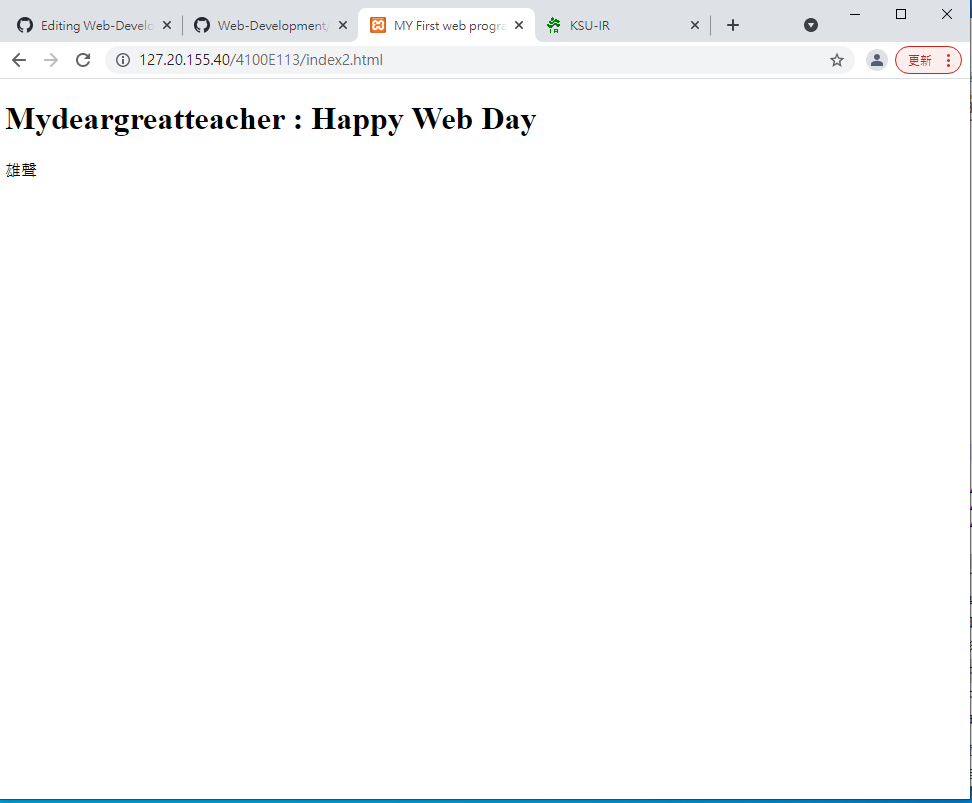 Editing Web-Develo
Web-Development/
MY First web progra
KSU-IR
127.20.155.40/4100E113/index2.html
更新
Mydeargreatteacher : Happy Web Day
雄聲